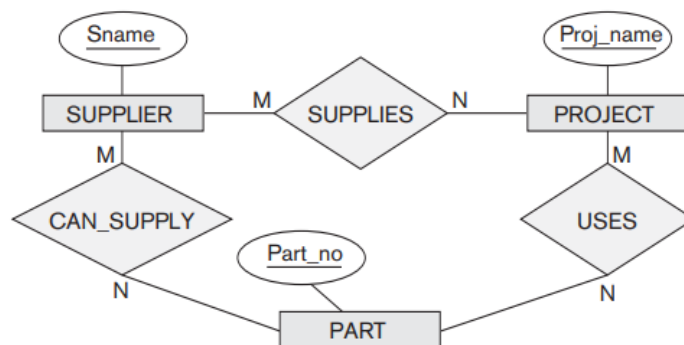 Sname
Proj_name
M
N
SUPPLIER
SUPPLIES
PROJECT
M
M
CAN_SUPPLY
USES
Part_no
N
N
PART